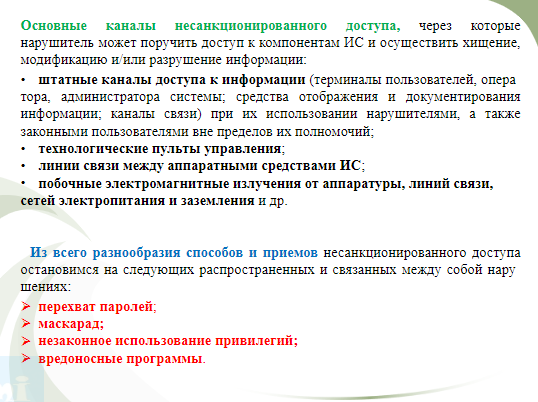 Основные каналы несанкционированного доступа, через которые
нарушитель может поручить доступ к компонентам ИС и осуществить хищение,
модификацию и/или разрушение информации:
• штатные каналы доступа к информации (терминалы пользователей, опера
тора, администратора системы; средства отображения и документирования
информации; каналы связи) при их использовании нарушителями, а также
законными пользователями вне пределов их полномочий;
• технологические пульты управления;
• линии связи между аппаратными средствами ИС;
• побочные электромагнитные излучения от аппаратуры, линий связи,
сетей электропитания и заземления и др.
Из всего разнообразия способов и приемов несанкционированного доступа
остановимся на следующих распространенных и связанных между собой нару
шениях:
➢ перехват паролей;
➢ маскарад;
➢ незаконное использование привилегий;
➢ вредоносные программы.